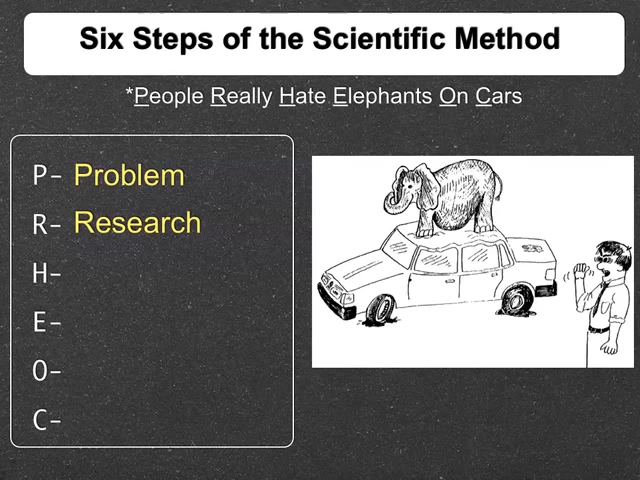 Six Steps of the Scientific Method
*People Really Hate Elephants On Cars
P- Problem
R- Research
H-
E-
O-
C-